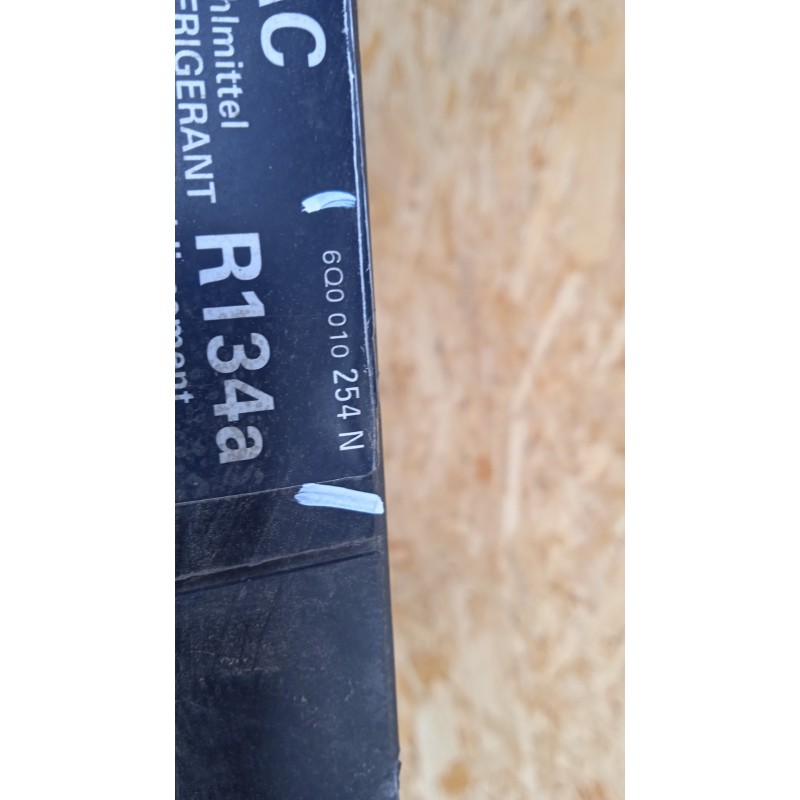 AC
hlmittel
ERIGERANT
R134a
6Q0 010 254 N